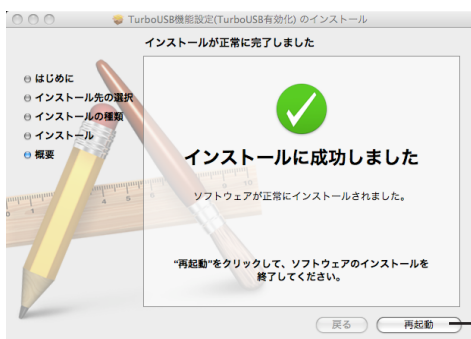 TurboUSB機能設定(TurboUSB有効化) のインストール
インストールが正常に完了しました
はじめに
インストール先の選択
インストールの種類
インストール
概要
インストールに成功しました
ソフトウェアが正常にインストールされました。
“再起動”をクリックして、ソフトウェアのインストールを
終了してください。
戻る
再起動